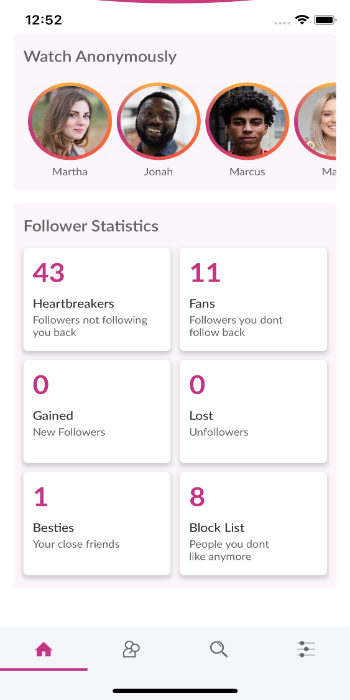 12:52
Watch Anonymously
Martha
Jonah
Marcus
Ma
Follower Statistics
43
Heartbreakers
Followers not following
you back
11
Fans
Followers you dont
follow back
0
Gained
New Followers
0
Lost
Unfollowers
1
Besties
Your close friends
8
Block List
People you dont
like anymore